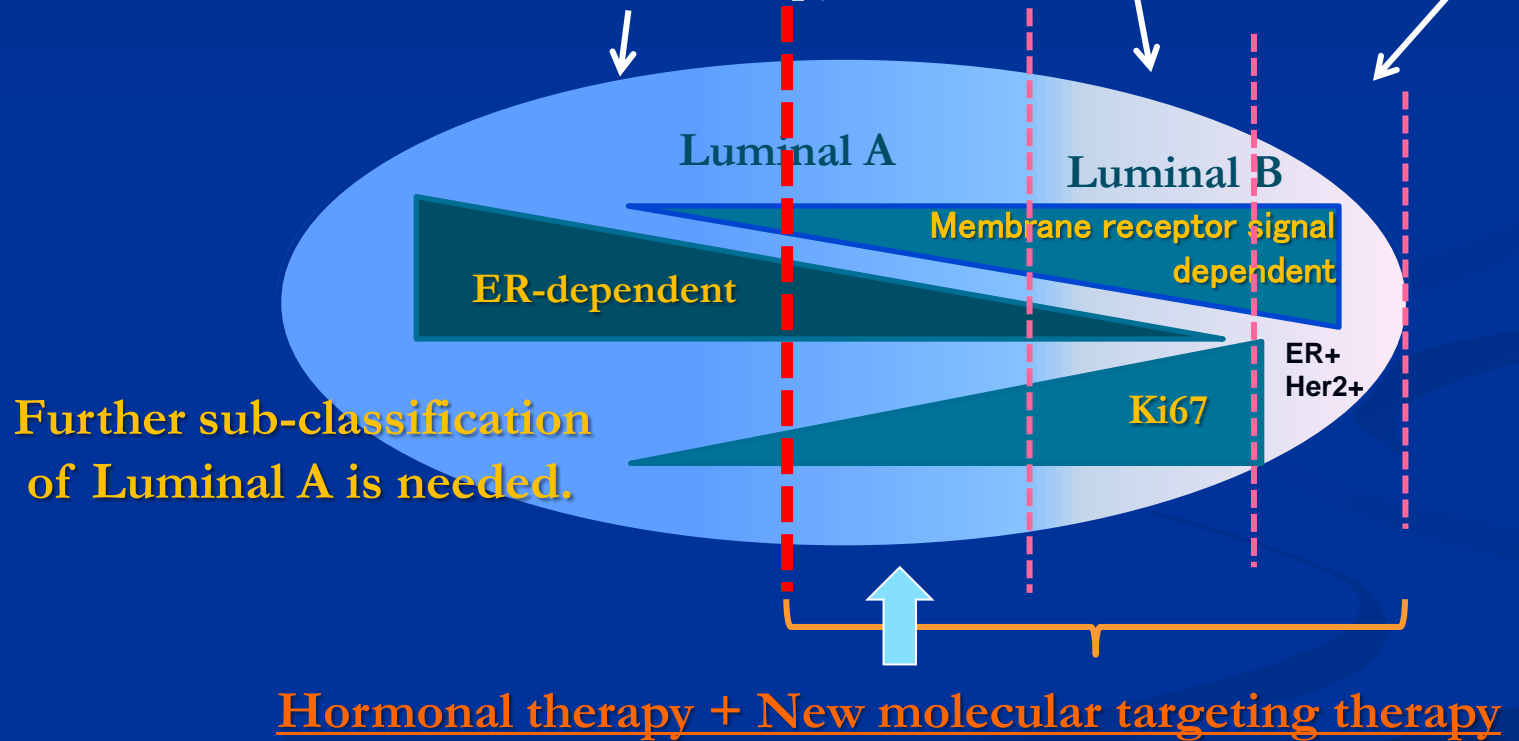 Luminal A
Luminal B
Membrane receptor signal
dependent
ER-dependent
ER+
Her2+
Ki67
Further sub-classification
of Luminal A is needed.
Hormonal therapy + New molecular targeting therapy